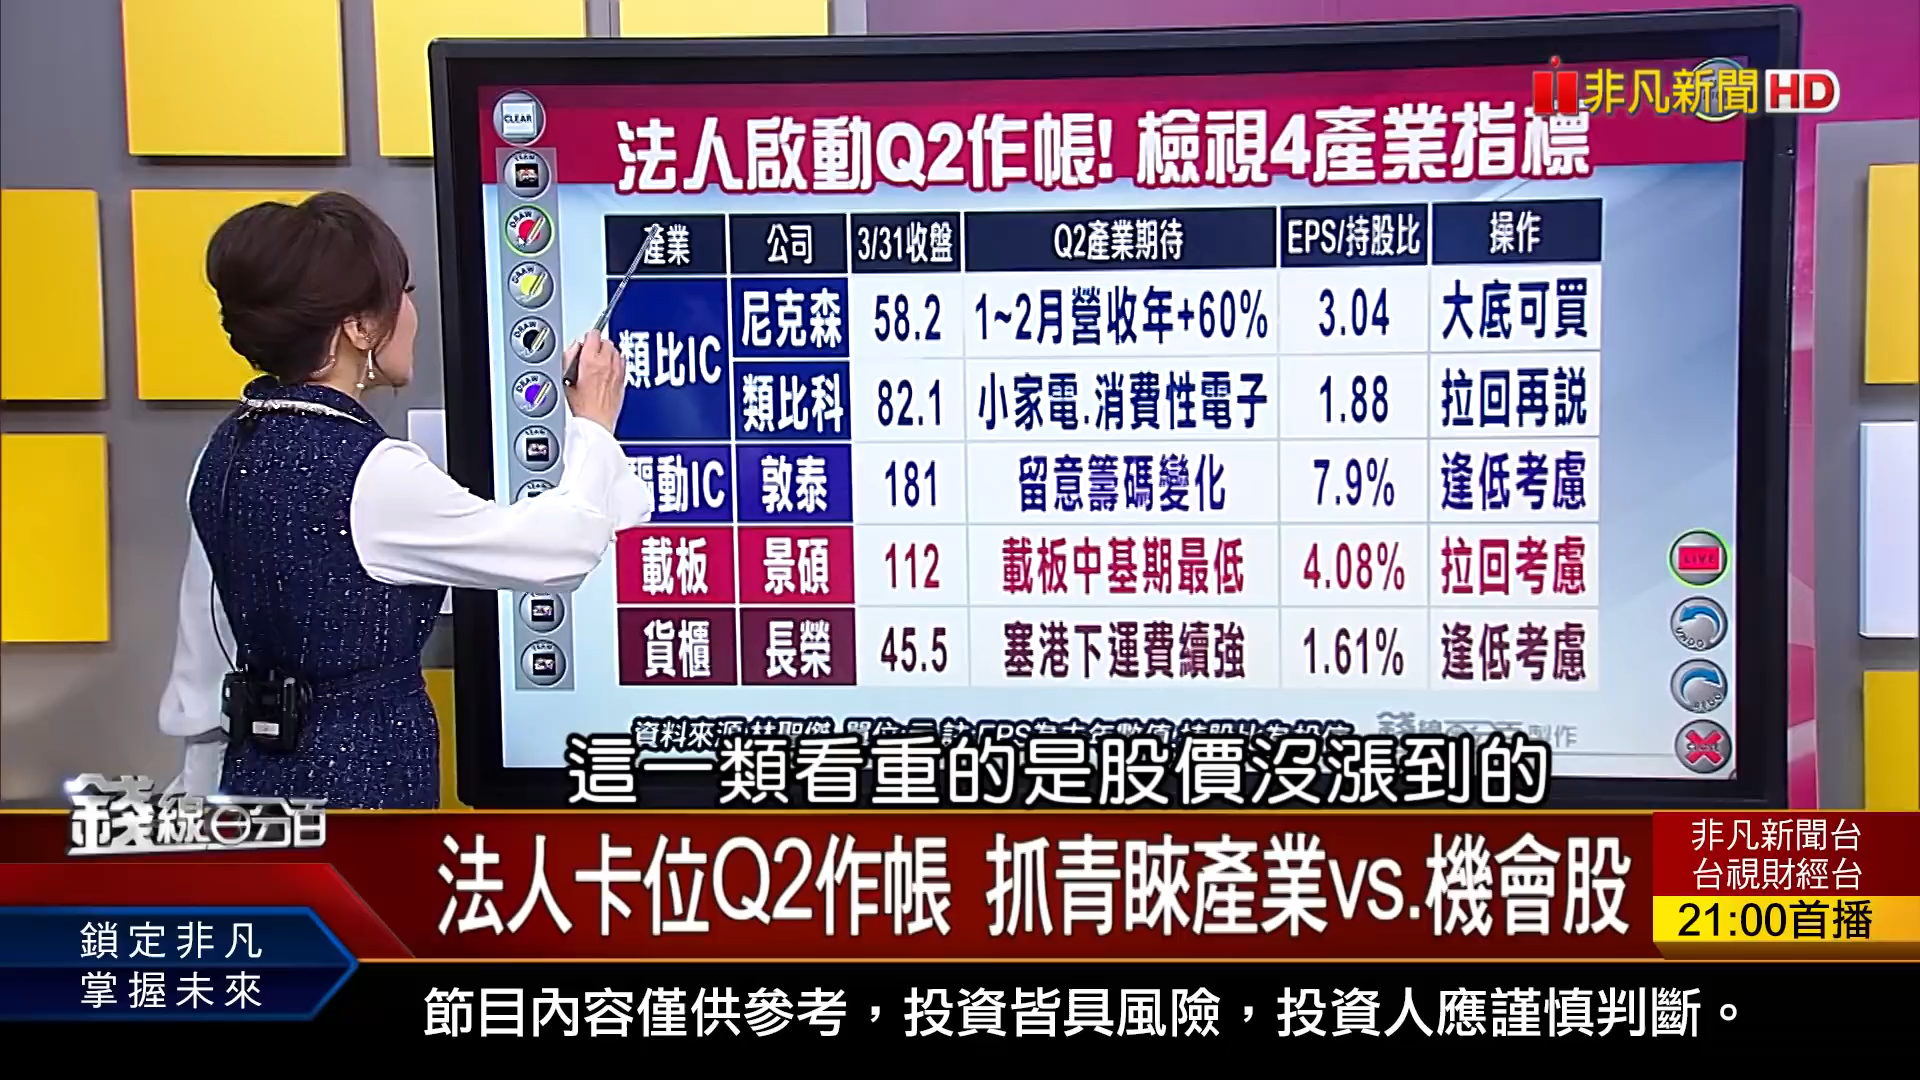 非凡新聞HD
法人啟動Q2作帳! 檢視4產業指標
產業 公司 3/31收盤 Q2產業期待 EPS/持股比 操作
類比IC 尼克森 58.2 1~2月營收年+60% 3.04 大底可買
類比科 82.1 小家電.消費性電子 1.88 拉回再説
驅動IC 敦泰 181 留意籌碼變化 7.9% 逢低考慮
載板 景碩 112 載板中基期最低 4.08% 拉回考慮
貨櫃 長榮 45.5 塞港下運費續強 1.61% 逢低考慮
CLEAR
DRAW
DRAW
DRAW
DRAW
LIVE
UNDO
這一類看重的是股價沒漲到的
錢線百分百
法人卡位Q2作帳 抓青睞產業vs.機會股
非凡新聞台
台視財經台
21:00首播
鎖定非凡
掌握未來
節目內容僅供參考，投資皆具風險，投資人應謹慎判斷。